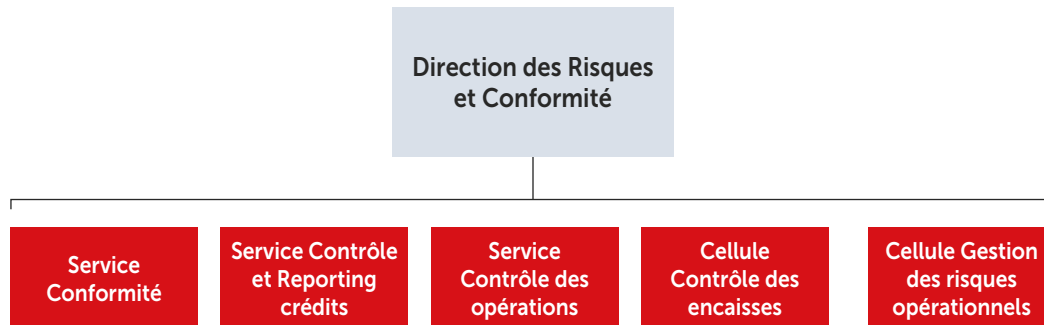 Direction des Risques
et Conformité
Service
Conformité
Service Contrôle
et Reporting
crédits
Service
Contrôle des
opérations
Cellule
Contrôle des
encaisses
Cellule Gestion
des risques
opérationnels